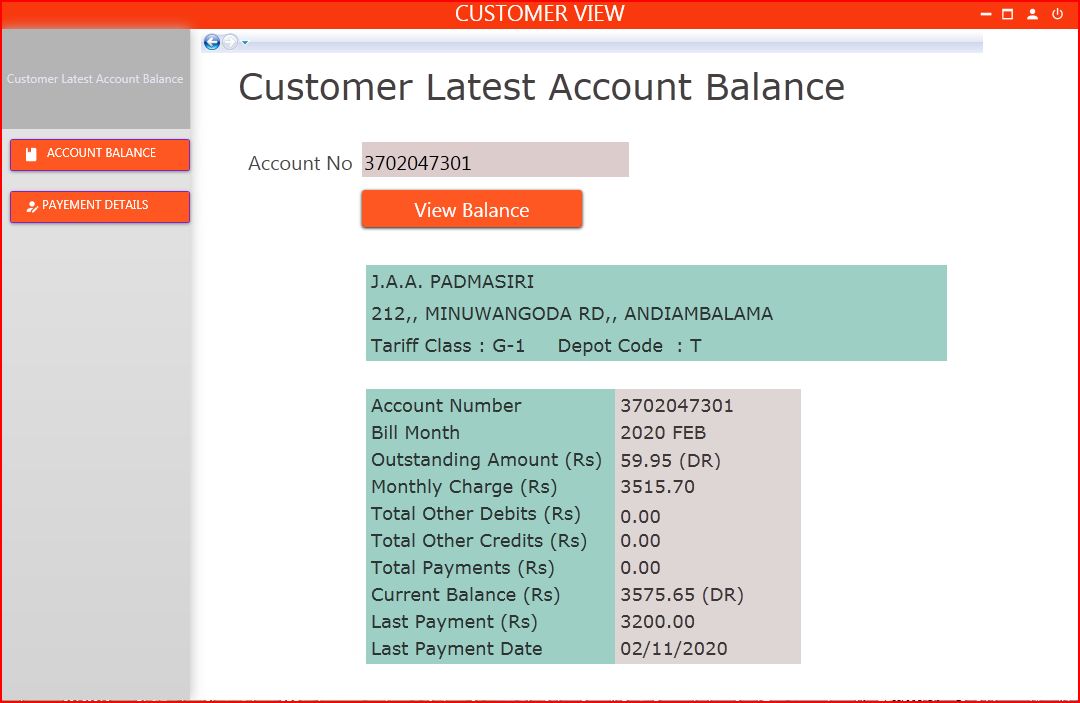 CUSTOMER VIEW
Customer Latest Account Balance
ACCOUNT BALANCE
PAYEMENT DETAILS
Customer Latest Account Balance
Account No 3702047301
View Balance
J.A.A. PADMASIRI
212,, MINUWANGODA RD,, ANDIAMBALAMA
Tariff Class : G-1 Depot Code : T
Account Number 3702047301
Bill Month 2020 FEB
Outstanding Amount (Rs) 59.95 (DR)
Monthly Charge (Rs) 3515.70
Total Other Debits (Rs) 0.00
Total Other Credits (Rs) 0.00
Total Payments (Rs) 0.00
Current Balance (Rs) 3575.65 (DR)
Last Payment (Rs) 3200.00
Last Payment Date 02/11/2020